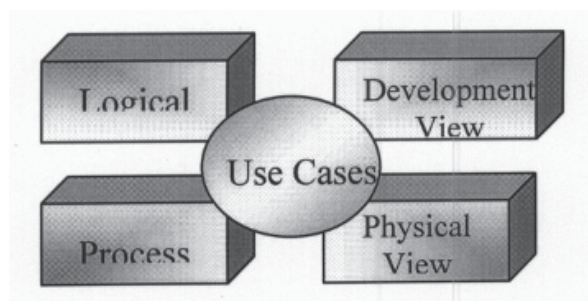 Logical
Development
View
Use Cases
Process
Physical
View